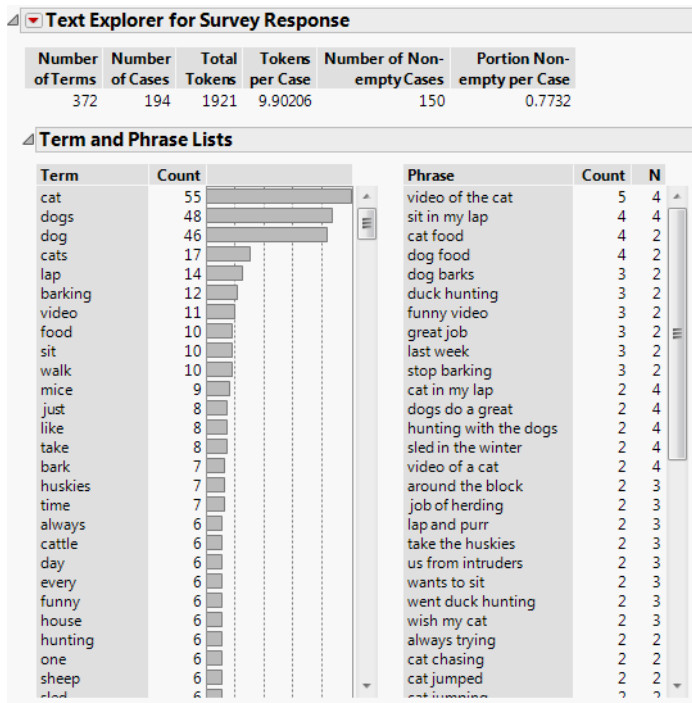 Text Explorer for Survey Response
Number Number Total Tokens Number of Non- Portion Non-
of Terms of Cases Tokens per Case empty Cases empty per Case
372 194 1921 9.90206 150 0.7732
Term and Phrase Lists
Term Count Phrase Count N
cat 55 video of the cat 5 4
dogs 48 sit in my lap 4 4
dog 46 cat food 4 2
cats 17 dog food 4 2
lap 14 dog barks 3 2
barking 12 duck hunting 3 2
video 11 funny video 3 2
food 10 great job 3 2
sit 10 last week 3 2
walk 10 stop barking 3 2
mice 9 cat in my lap 2 4
just 8 dogs do a great 2 4
like 8 hunting with the dogs 2 4
take 8 sled in the winter 2 4
bark 7 video of a cat 2 4
huskies 7 around the block 2 3
time 7 job of herding 2 3
always 6 lap and purr 2 3
cattle 6 take the huskies 2 3
day 6 us from intruders 2 3
every 6 wants to sit 2 3
funny 6 went duck hunting 2 3
house 6 wish my cat 2 3
hunting 6 always trying 2 2
one 6 cat chasing 2 2
sheep 6 cat jumped 2 2
sled 6 cat jumping 2 2